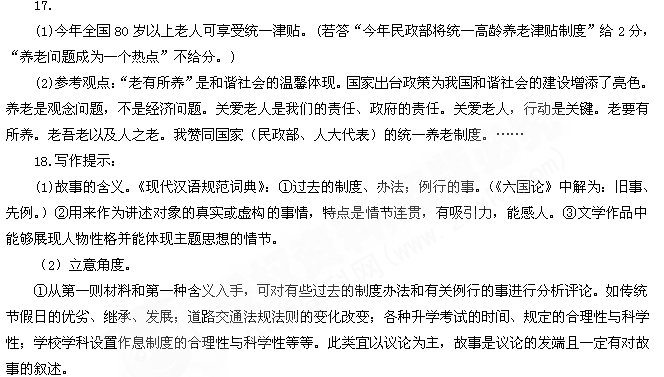 17.
(1)今年全国 80 岁以上老人可享受统一津贴。(若答“今年民政部将统一高龄养老津贴制度”给 2 分，
“养老问题成为一个热点”不给分。)
(2)参考观点：“老有所养”是和谐社会的温馨体现。国家出台政策为我国和谐社会的建设增添了亮色。
养老是观念问题，不是经济问题。关爱老人是我们的责任、政府的责任。关爱老人，行动是关键。老要有
所养。老吾老以及人之老。我赞同国家（民政部、人大代表）的统一养老制度。……
18.写作提示：
(1)故事的含义。《现代汉语规范词典》：①过去的制度、办法；例行的事。（《六国论》中解为：旧事、
先例。）②用来作为讲述对象的真实或虚构的事情，特点是情节连贯，有吸引力，能感人。③文学作品中
能够展现人物性格并能体现主题思想的情节。
（2）立意角度。
①从第一则材料和第一种含义入手，可对有些过去的制度办法和有关例行的事进行分析评论。如传统
节假日的优劣、继承、发展；道路交通法规法则的变化改变；各种升学考试的时间、规定的合理性与科学
性；学校学科设置作息制度的合理性与科学性等等。此类宜以议论为主，故事是议论的发端且一定有对故
事的叙述。